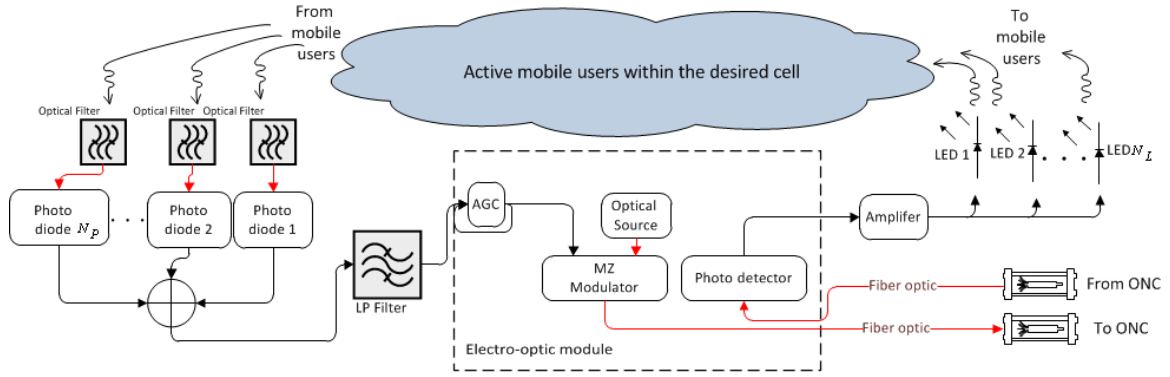 From
mobile
users
To
mobile
users
Active mobile users within the desired cell
Optical Filter
Optical Filter
Optical Filter
LED 1
LED 2
. . .
LED N_L
Photo
diode N_P
. . .
Photo
diode 2
Photo
diode 1
AGC
Optical
Source
Amplifer
LP Filter
MZ
Modulator
Photo detector
Fiber optic
From ONC
Fiber optic
To ONC
Electro-optic module